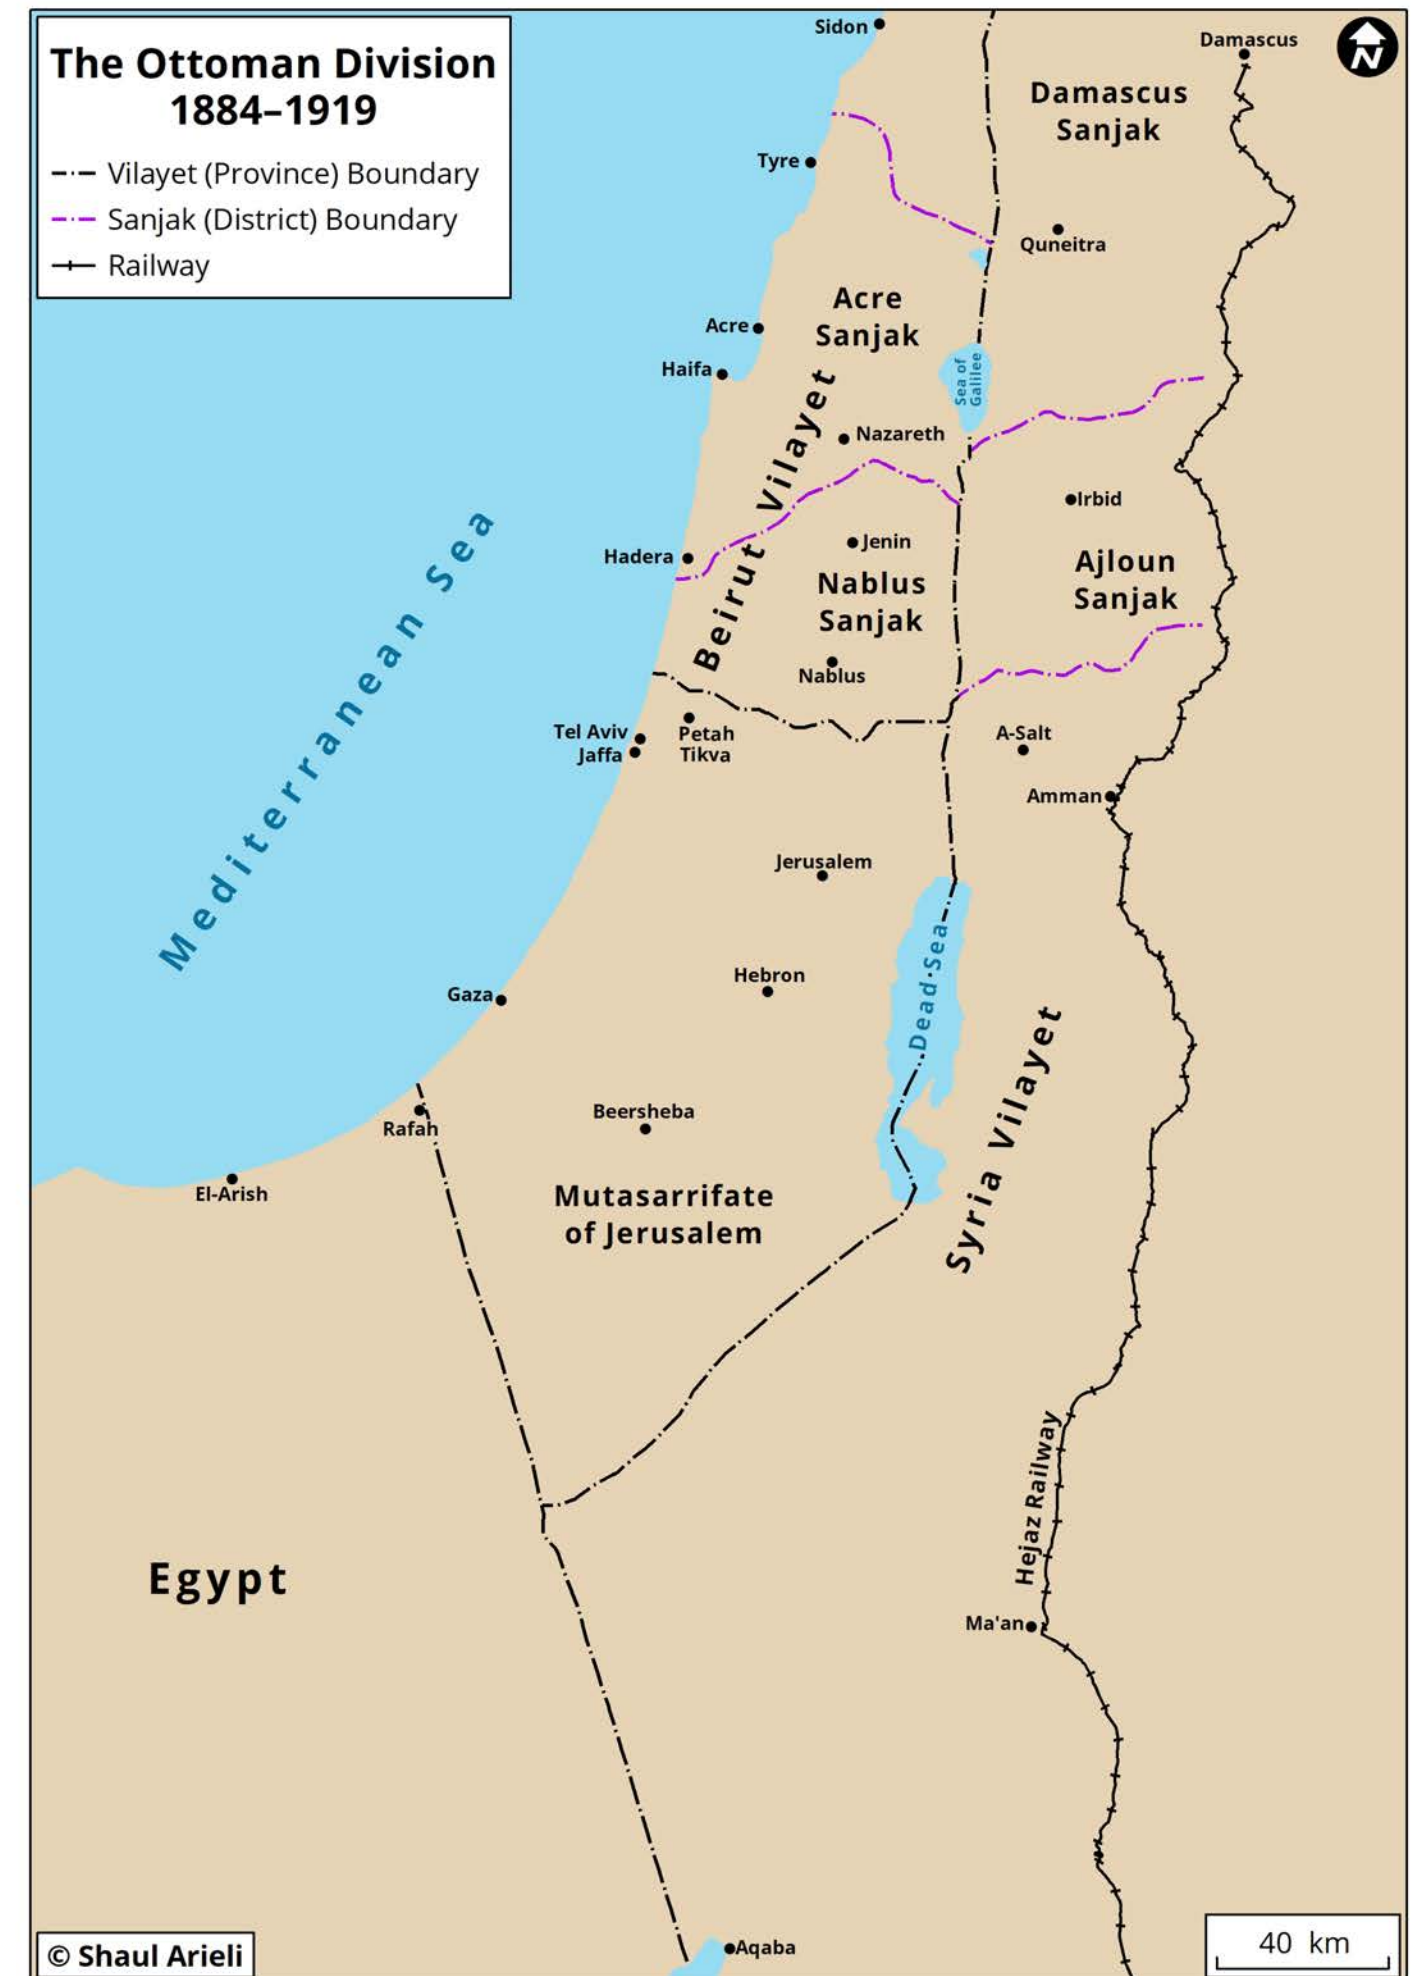 The Ottoman Division
1884–1919
Vilayet (Province) Boundary
Sanjak (District) Boundary
Railway
N
Sidon
Damascus
Damascus
Sanjak
Tyre
Quneitra
Acre
Sanjak
Acre
Haifa
Sea of
Galilee
Nazareth
Beirut Vilayet
Irbid
Jenin
Hadera
Nablus
Sanjak
Ajloun
Sanjak
Nablus
Mediterranean Sea
Tel Aviv
Jaffa
Petah
Tikva
A-Salt
Amman
Jerusalem
Dead Sea
Hebron
Gaza
Syria Vilayet
Beersheba
Rafah
El-Arish
Mutasarrifate
of Jerusalem
Hejaz Railway
Egypt
Ma'an
Aqaba
© Shaul Arieli
40 km